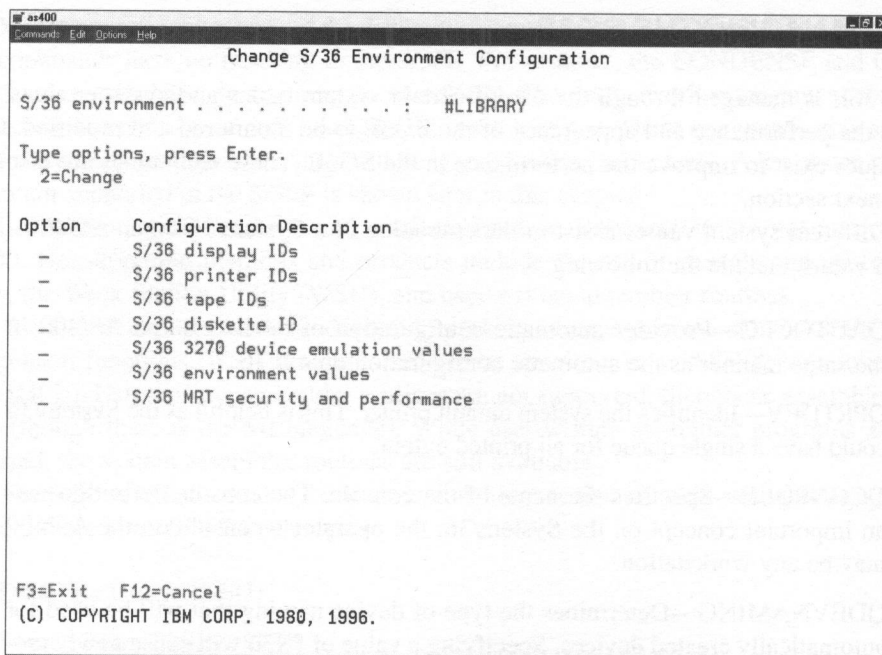 as400
Commands Edit Options Help
Change S/36 Environment Configuration
S/36 environment . . . . . . . . . . : #LIBRARY
Type options, press Enter.
2=Change
Option Configuration Description
_ S/36 display IDs
_ S/36 printer IDs
_ S/36 tape IDs
_ S/36 diskette ID
_ S/36 3270 device emulation values
_ S/36 environment values
_ S/36 MRT security and performance
F3=Exit F12=Cancel
(C) COPYRIGHT IBM CORP. 1980, 1996.